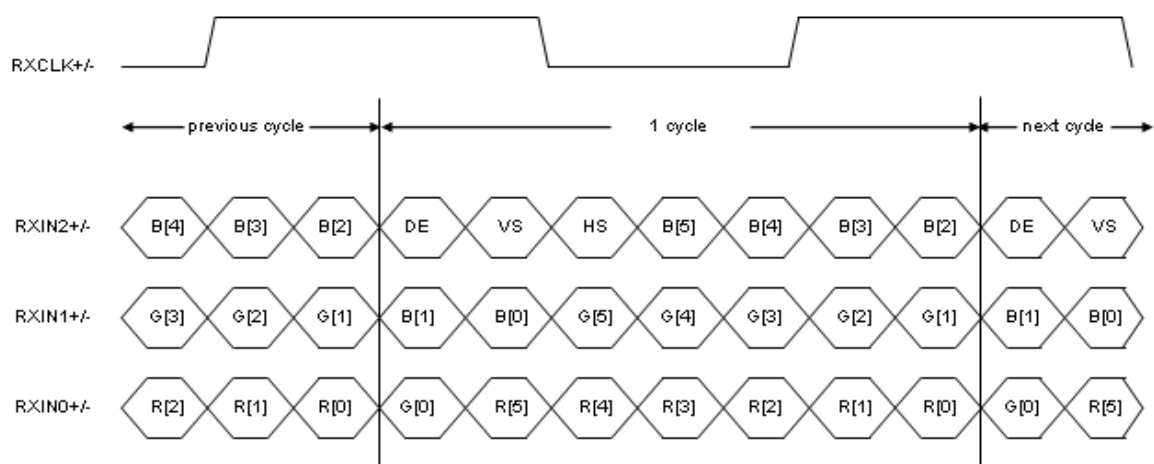 RXCLK+/-
previous cycle 1 cycle next cycle
RXIN2+/- B[4] B[3] B[2] DE VS HS B[5] B[4] B[3] B[2] DE VS
RXIN1+/- G[3] G[2] G[1] B[1] B[0] G[5] G[4] G[3] G[2] G[1] B[1] B[0]
RXIN0+/- R[2] R[1] R[0] G[0] R[5] R[4] R[3] R[2] R[1] R[0] G[0] R[5]